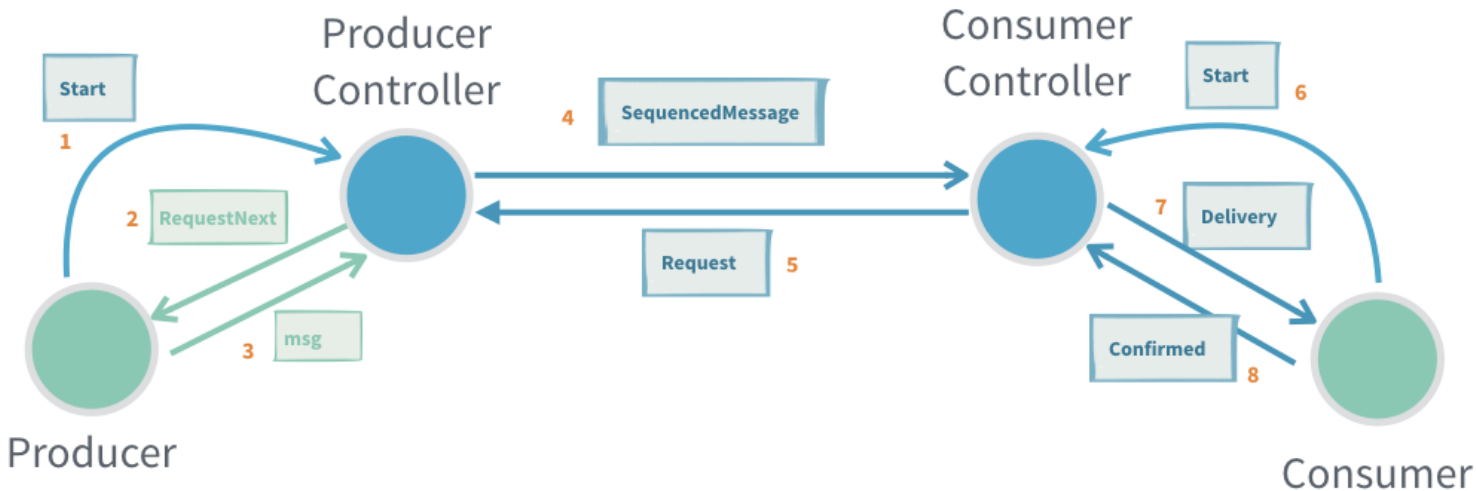 Producer
Controller
Consumer
Controller
Start
1
RequestNext
2
msg
3
4
SequencedMessage
Request
5
Start
6
7
Delivery
Confirmed
8
Producer
Consumer